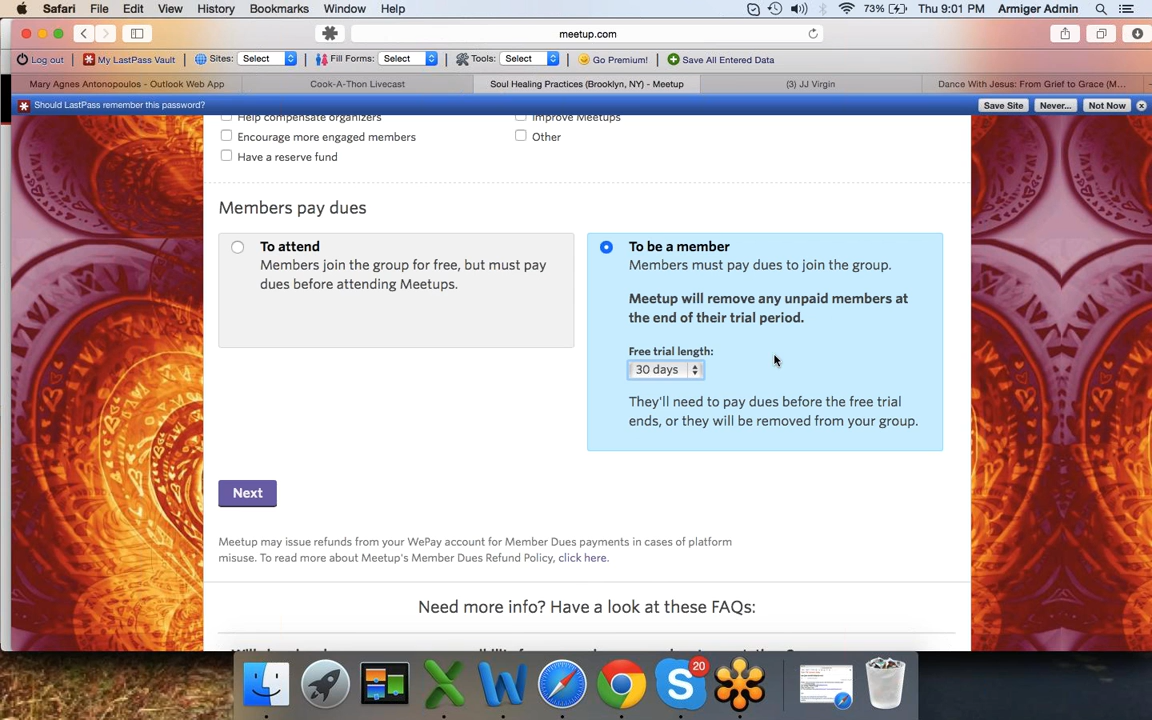 Safari File Edit View History Bookmarks Window Help 73% Thu 9:01 PM Armiger Admin
meetup.com
Log out My LastPass Vault Sites: Select Fill Forms: Select Tools: Select Go Premium! Save All Entered Data
Mary Agnes Antonopoulos - Outlook Web App Cook-A-Thon Livecast Soul Healing Practices (Brooklyn, NY) - Meetup (3) JJ Virgin Dance With Jesus: From Grief to Grace (M...
Should LastPass remember this password? Save Site Never... Not Now
Help compensate organizers Improve Meetups
Encourage more engaged members Other
Have a reserve fund
Members pay dues
To attend
Members join the group for free, but must pay
dues before attending Meetups.
To be a member
Members must pay dues to join the group.
Meetup will remove any unpaid members at
the end of their trial period.
Free trial length:
30 days
They'll need to pay dues before the free trial
ends, or they will be removed from your group.
Next
Meetup may issue refunds from your WePay account for Member Dues payments in cases of platform
misuse. To read more about Meetup's Member Dues Refund Policy, click here.
Need more info? Have a look at these FAQs:
20